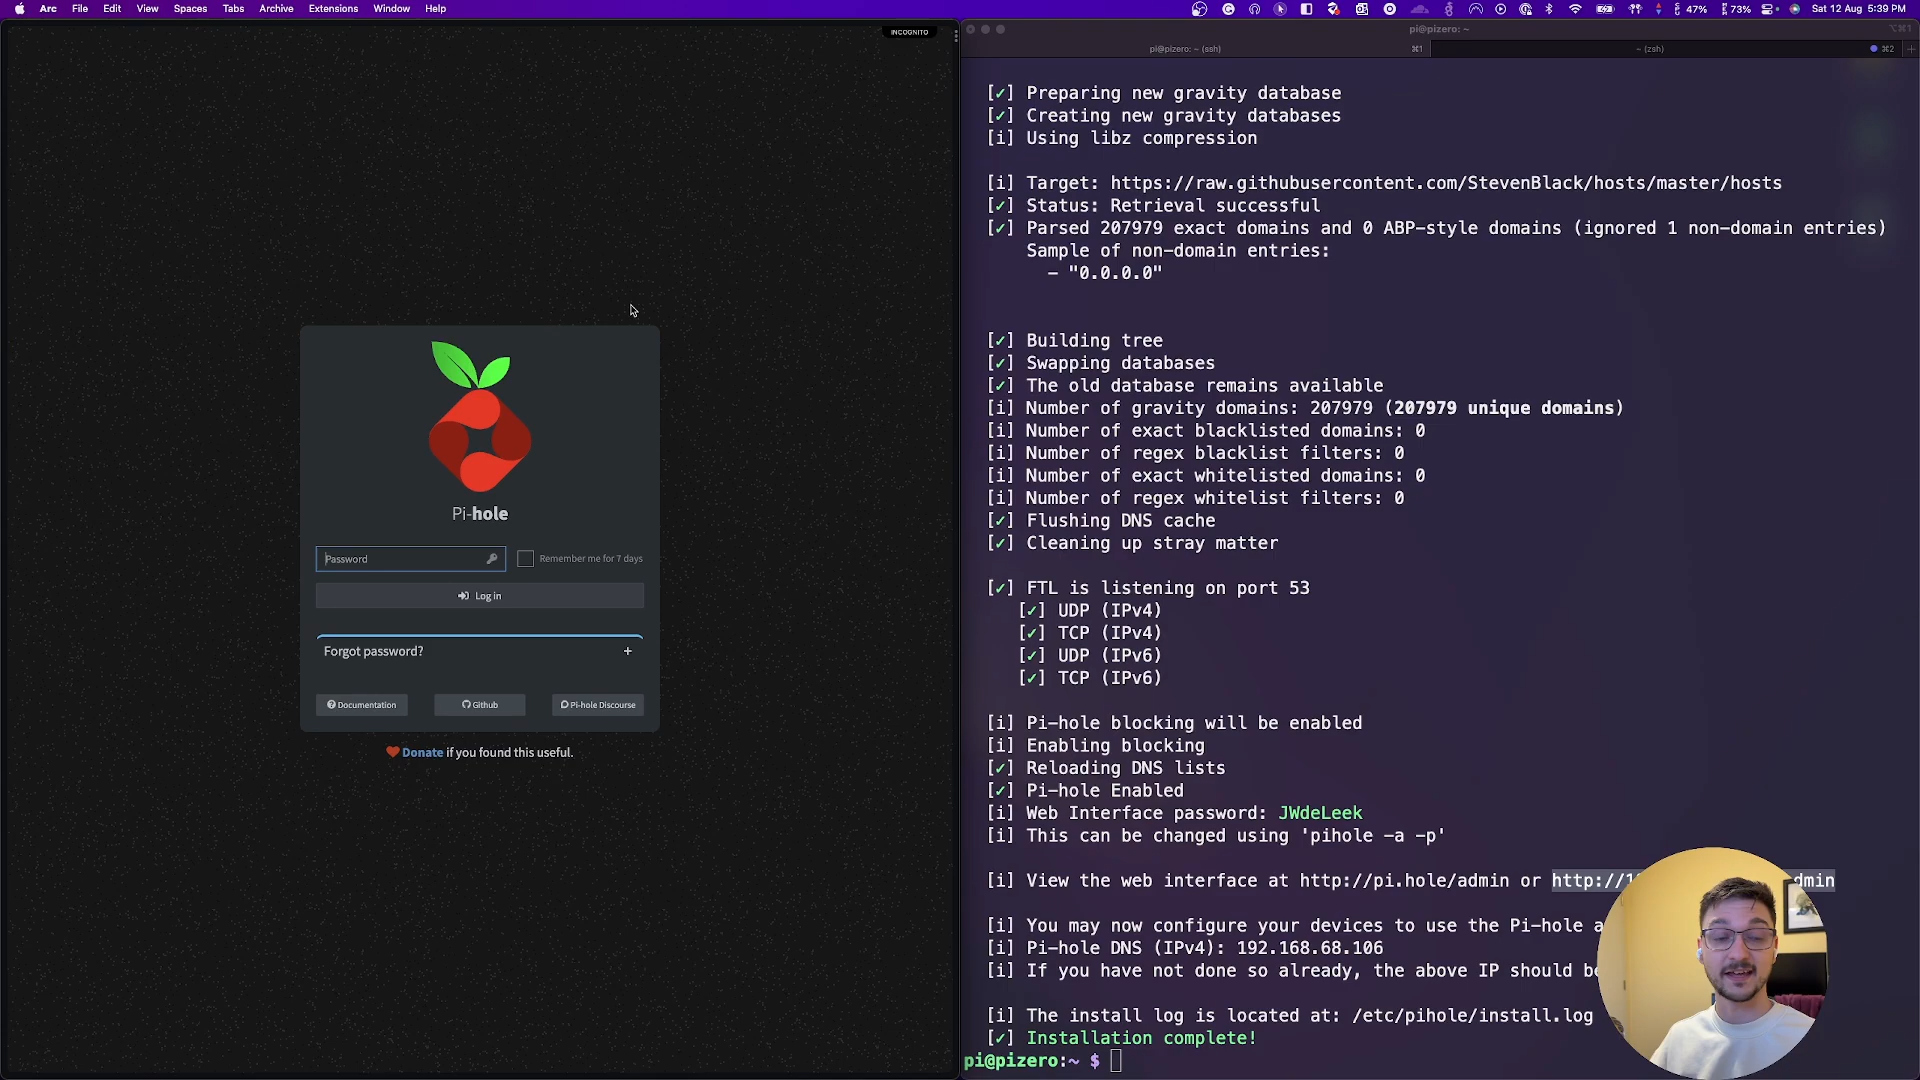 Arc File Edit View Spaces Tabs Archive Extensions Window Help
47% 73% Sat 12 Aug 5:39 PM
INCOGNITO
Pi-hole
Password
Remember me for 7 days
Log in
Forgot password? +
Documentation
Github
Pi-hole Discourse
Donate if you found this useful.
pi@pizero: ~
⌥⌘1
pi@pizero: ~ (ssh) ⌘1
~ (zsh) ⌘2 +
[✓] Preparing new gravity database
[✓] Creating new gravity databases
[i] Using libz compression
[i] Target: https://raw.githubusercontent.com/StevenBlack/hosts/master/hosts
[✓] Status: Retrieval successful
[✓] Parsed 207979 exact domains and 0 ABP-style domains (ignored 1 non-domain entries)
Sample of non-domain entries:
– "0.0.0.0"
[✓] Building tree
[✓] Swapping databases
[✓] The old database remains available
[i] Number of gravity domains: 207979 (207979 unique domains)
[i] Number of exact blacklisted domains: 0
[i] Number of regex blacklist filters: 0
[i] Number of exact whitelisted domains: 0
[i] Number of regex whitelist filters: 0
[✓] Flushing DNS cache
[✓] Cleaning up stray matter
[✓] FTL is listening on port 53
[✓] UDP (IPv4)
[✓] TCP (IPv4)
[✓] UDP (IPv6)
[✓] TCP (IPv6)
[i] Pi-hole blocking will be enabled
[i] Enabling blocking
[✓] Reloading DNS lists
[✓] Pi-hole Enabled
[i] Web Interface password: JWdeLeek
[i] This can be changed using 'pihole -a -p'
[i] View the web interface at http://pi.hole/admin or http://1 dmin
[i] You may now configure your devices to use the Pi-hole a
[i] Pi-hole DNS (IPv4): 192.168.68.106
[i] If you have not done so already, the above IP should be
[i] The install log is located at: /etc/pihole/install.log
[✓] Installation complete!
pi@pizero:~ $